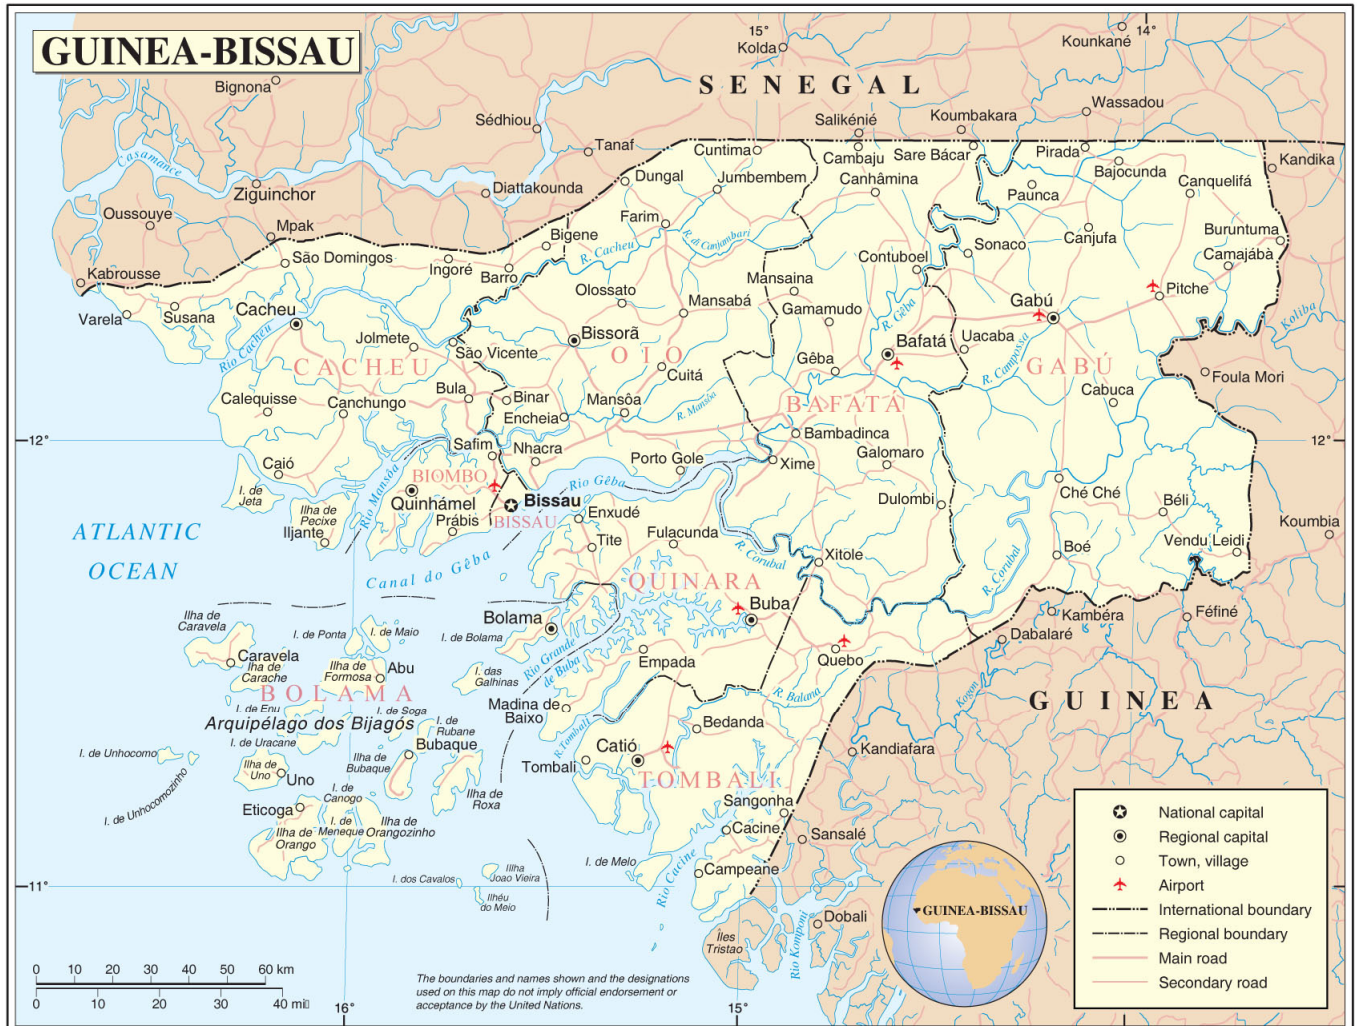 GUINEA-BISSAU
15°
14°
Kolda
Kounkané
Bignona
SENEGAL
Wassadou
Sédhiou
Salikénié
Koumbakara
Tanaf
Cuntima
Cambaju
Sare Bácar
Pirada
Kandika
Casamance
Bajocunda
Ziguinchor
Diattakounda
Dungal
Jumbembem
Canhâmina
Paunca
Canquelifá
Oussouye
Mpak
Farim
R. di Canjambari
Bigene
R. Cacheu
Sonaco
Canjufa
Buruntuma
Camajábà
São Domingos
Ingoré
Barro
Contuboel
Kabrousse
Mansaina
Olossato
Mansabá
Gamamudo
R. Gêba
Gabú
Pitche
Koliba
Varela
Susana
Cacheu
Rio Cacheu
Jolmete
São Vicente
Bissorã
OIO
Bafatá
Uacaba
R. Campossa
GABÚ
CACHEU
Cuitá
Gêba
Foula Mori
Bula
Binar
Calequisse
Canchungo
Encheia
Mansôa
R. Mansôa
BAFATÁ
Cabuca
Bambadinca
12°
12°
Safim
Nhacra
Porto Gole
Xime
Galomaro
Caió
BIOMBO
Rio Gêba
I. de
Jeta
Rio Mansôa
Quinhámel
Bissau
BISSAU
Dulombi
Ché Ché
Béli
Ilha de
Pecixe
Iljante
Prábis
Enxudé
Fulacunda
Koumbia
ATLANTIC
OCEAN
Tite
R. Corubal
Xitole
Boé
Vendu Leidi
Canal do Gêba
QUINARA
R. Corubal
Ilha de
Caravela
I. de Ponta
I. de Maio
Bolama
I. de Bolama
Buba
Kambéra
Féfiné
Dabalaré
Caravela
Ilha de
Carache
Ilha de
Formosa
Abu
Rio Grande
de Buba
Empada
Quebo
BOLAMA
I. das
Galhinas
R. Balana
Kogon
GUINEA
I. de Enu
I. de Soga
Arquipélago dos Bijagós
Madina de
Baixo
I. de
Rubane
Bedanda
I. de Uracane
I. de Unhocomo
Bubaque
R. Tombali
Catió
Kandiafara
Ilha de
Uno
Uno
Ilha de
Bubaque
Tombali
TOMBALI
I. de Unhocomozinho
I. de
Canogo
Ilha de
Roxa
Eticoga
Sangonha
Ilha de
Orango
I. de
Meneque
Ilha de
Orangozinho
Cacine
Sansalé
I. de Melo
Rio Cacine
Campeane
11°
I. dos Cavalos
Ilha
Joao Vieira
Ilhéu
do Meio
Dobali
Îles
Tristao
Rio Komponi
GUINEA-BISSAU
National capital
Regional capital
Town, village
Airport
International boundary
Regional boundary
Main road
Secondary road
0 10 20 30 40 50 60 km
0 10 20 30 40 mi
The boundaries and names shown and the designations
used on this map do not imply official endorsement or
acceptance by the United Nations.
16°
15°